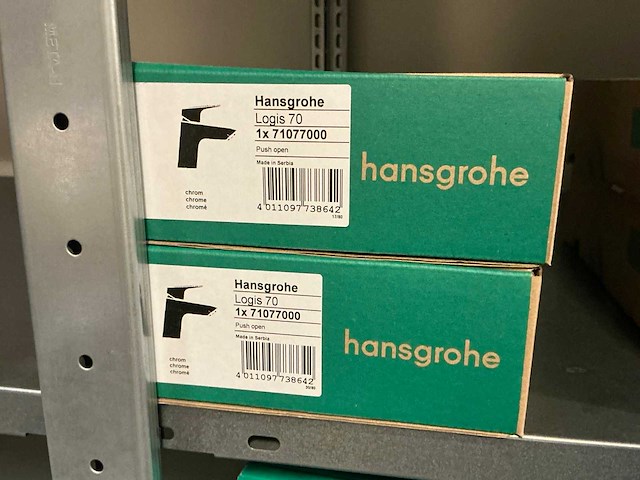 Hansgrohe
Logis 70
1x 71077000
Push open
Made in Serbia
chrom
chrome
chromé
4 011097 738642
hansgrohe
Hansgrohe
Logis 70
1x 71077000
Push open
Made in Serbia
chrom
chrome
chromé
4 011097 738642
hansgrohe